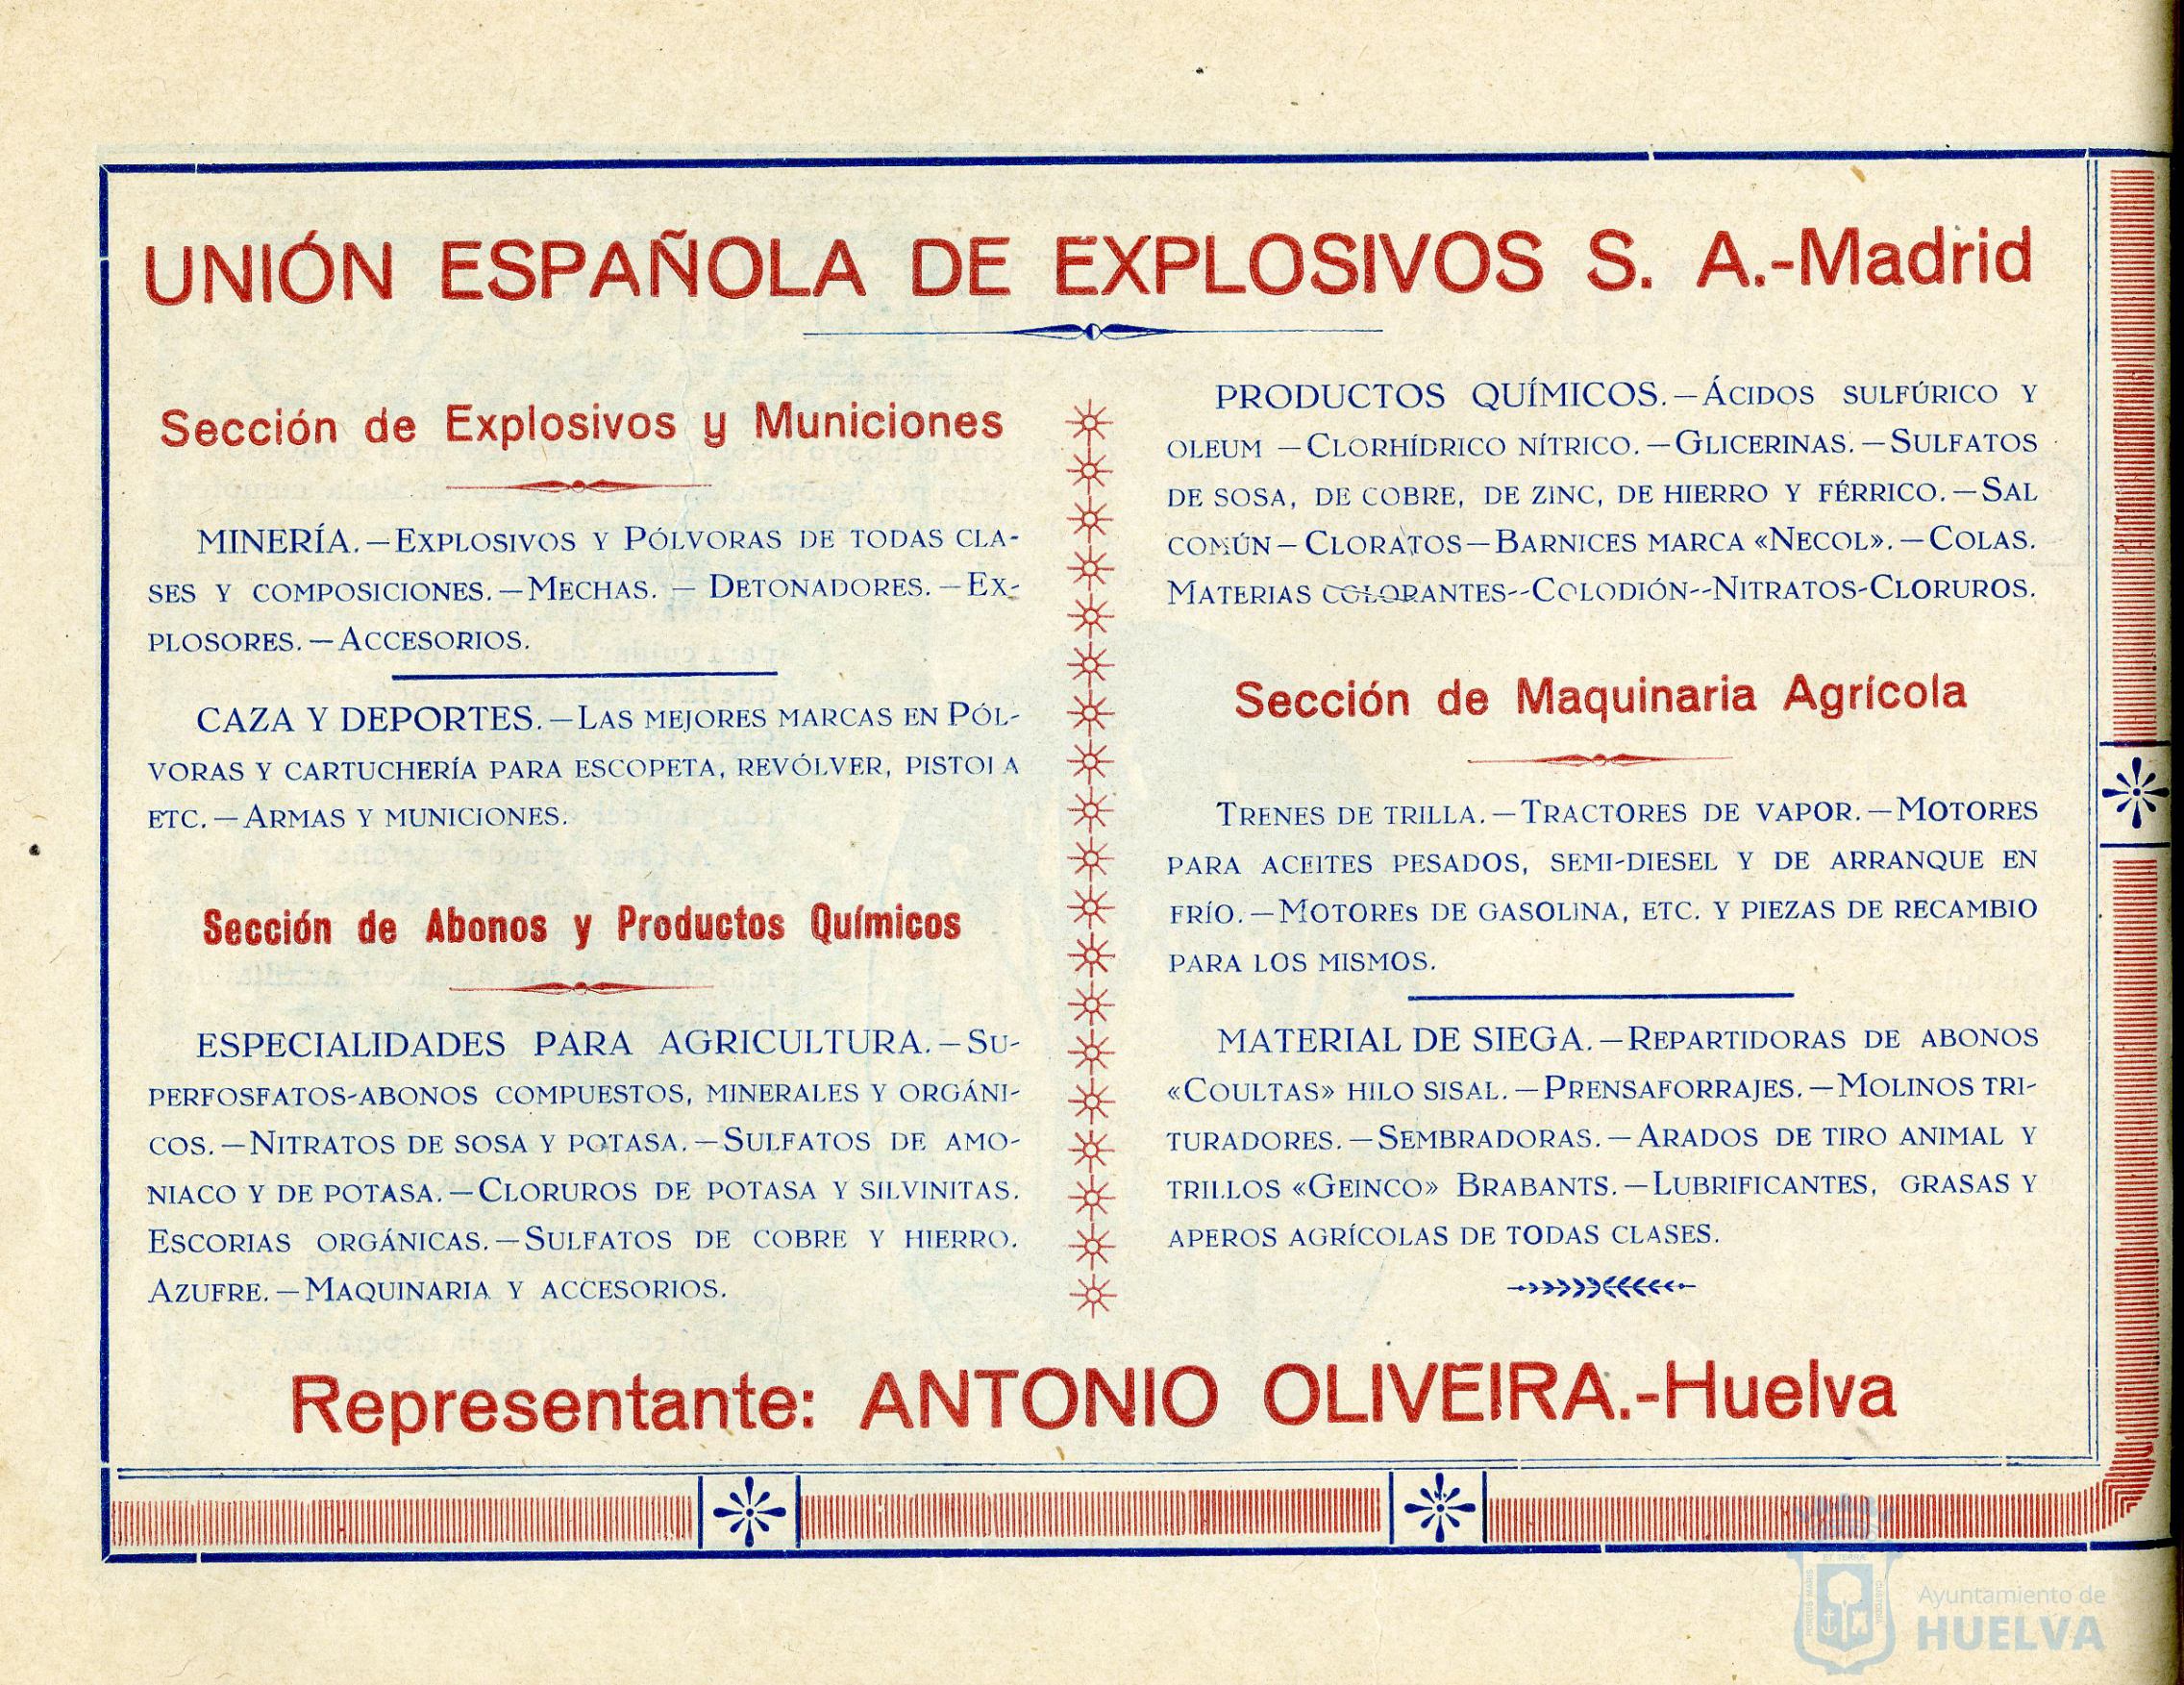 UNIÓN ESPAÑOLA DE EXPLOSIVOS S. A.-Madrid
Sección de Explosivos y Municiones
MINERÍA.—EXPLOSIVOS Y PÓLVORAS DE TODAS CLA-
SES Y COMPOSICIONES.—MECHAS.—DETONADORES.—EX-
PLOSORES.—ACCESORIOS.
CAZA Y DEPORTES.—LAS MEJORES MARCAS EN PÓL-
VORAS Y CARTUCHERÍA PARA ESCOPETA, REVÓLVER, PISTOLA
ETC.—ARMAS Y MUNICIONES.
Sección de Abonos y Productos Químicos
ESPECIALIDADES PARA AGRICULTURA.—SU-
PERFOSFATOS-ABONOS COMPUESTOS, MINERALES Y ORGÁNI-
COS.—NITRATOS DE SOSA Y POTASA.—SULFATOS DE AMO-
NIACO Y DE POTASA.—CLORUROS DE POTASA Y SILVINITAS.
ESCORIAS ORGÁNICAS.—SULFATOS DE COBRE Y HIERRO.
AZUFRE.—MAQUINARIA Y ACCESORIOS.
PRODUCTOS QUÍMICOS.—ÁCIDOS SULFÚRICO Y
OLEUM —CLORHÍDRICO NÍTRICO.—GLICERINAS.—SULFATOS
DE SOSA, DE COBRE, DE ZINC, DE HIERRO Y FÉRRICO.—SAL
COMÚN—CLORATOS—BARNICES MARCA «NECOL».—COLAS.
MATERIAS COLORANTES--COLODIÓN--NITRATOS-CLORUROS.
Sección de Maquinaria Agrícola
TRENES DE TRILLA.—TRACTORES DE VAPOR.—MOTORES
PARA ACEITES PESADOS, SEMI-DIESEL Y DE ARRANQUE EN
FRÍO.—MOTORES DE GASOLINA, ETC. Y PIEZAS DE RECAMBIO
PARA LOS MISMOS.
MATERIAL DE SIEGA.—REPARTIDORAS DE ABONOS
«COULTAS» HILO SISAL.—PRENSAFORRAJES.—MOLINOS TRI-
TURADORES.—SEMBRADORAS.—ARADOS DE TIRO ANIMAL Y
TRILLOS «GEINCO» BRABANTS.—LUBRIFICANTES, GRASAS Y
APEROS AGRÍCOLAS DE TODAS CLASES.
Representante: ANTONIO OLIVEIRA.-Huelva
Ayuntamiento de
HUELVA